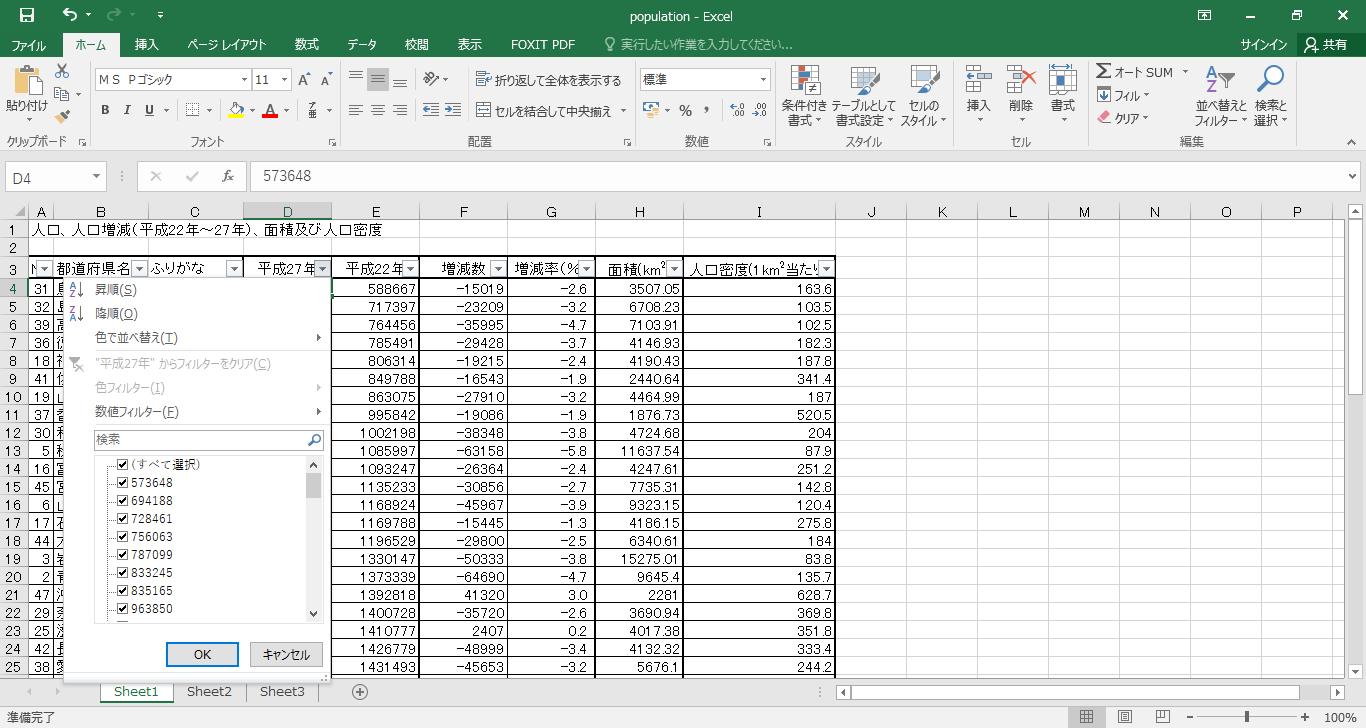 population - Excel
ファイル ホーム 挿入 ページ レイアウト 数式 データ 校閲 表示 FOXIT PDF 実行したい作業を入力してください... サインイン 共有
貼り付け
クリップボード
ＭＳ Ｐゴシック 11
B I U A
フォント
折り返して全体を表示する
セルを結合して中央揃え
配置
標準
% ,
数値
条件付き書式
テーブルとして書式設定
セルのスタイル
スタイル
挿入 削除 書式
セル
Σ オート SUM
フィル
クリア
並べ替えとフィルター
検索と選択
編集
D4 fx 573648
A B C D E F G H I J K L M N O P
1 人口、人口増減(平成22年～27年)、面積及び人口密度
2
3 都道府県名 ふりがな 平成27年 平成22年 増減数 増減率(% 面積(km² 人口密度(1km²当たり
4 31 588667 -15019 -2.6 3507.05 163.6
5 32 717397 -23209 -3.2 6708.23 103.5
6 39 764456 -35995 -4.7 7103.91 102.5
7 36 785491 -29428 -3.7 4146.93 182.3
8 18 806314 -19215 -2.4 4190.43 187.8
9 41 849788 -16543 -1.9 2440.64 341.4
10 19 863075 -27910 -3.2 4464.99 187
11 37 995842 -19086 -1.9 1876.73 520.5
12 30 1002198 -38348 -3.8 4724.68 204
13 5 1085997 -63158 -5.8 11637.54 87.9
14 16 1093247 -26364 -2.4 4247.61 251.2
15 45 1135233 -30856 -2.7 7735.31 142.8
16 6 1168924 -45967 -3.9 9323.15 120.4
17 17 1169788 -15445 -1.3 4186.15 275.8
18 44 1196529 -29800 -2.5 6340.61 184
19 3 1330147 -50333 -3.8 15275.01 83.8
20 2 1373339 -64690 -4.7 9645.4 135.7
21 47 1392818 41320 3.0 2281 628.7
22 29 1400728 -35720 -2.6 3690.94 369.8
23 25 1410777 2407 0.2 4017.38 351.8
24 42 1426779 -48999 -3.4 4132.32 333.4
25 38 1431493 -45653 -3.2 5676.1 244.2
昇順(S)
降順(O)
色で並べ替え(T)
"平成27年" からフィルターをクリア(C)
色フィルター(I)
数値フィルター(F)
検索
(すべて選択)
573648
694188
728461
756063
787099
833245
835165
963850
OK キャンセル
Sheet1 Sheet2 Sheet3
準備完了 100%